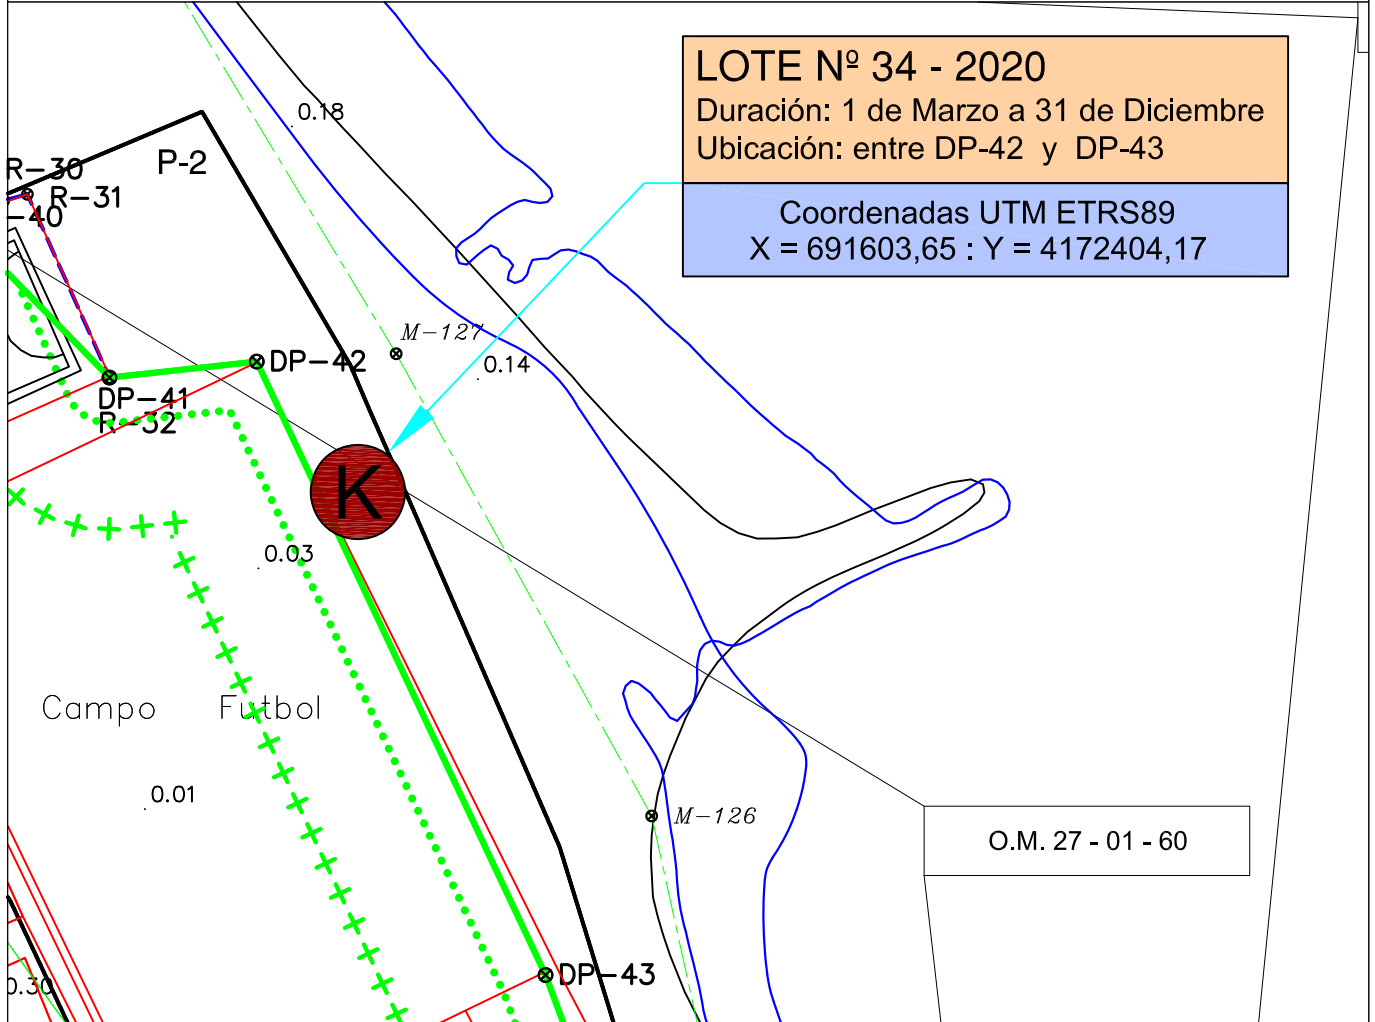 LOTE Nº 34 - 2020
Duración: 1 de Marzo a 31 de Diciembre
Ubicación: entre DP-42 y DP-43
Coordenadas UTM ETRS89
X = 691603,65 : Y = 4172404,17
0.18
P-2
R-30
R-31
-40
M-127
0.14
DP-42
DP-41
R-32
K
0.03
Campo Futbol
0.01
M-126
O.M. 27 - 01 - 60
DP-43
0.30